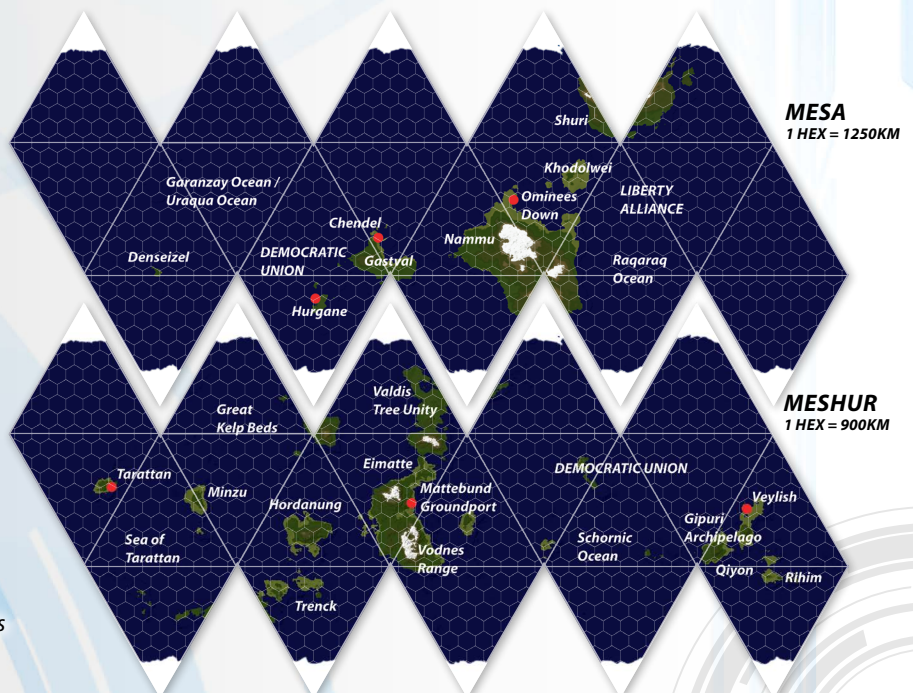 MESA
1 HEX = 1250KM
Shuri
Khodolwei
Garanzay Ocean /
Uraqua Ocean
Ominees
Down
LIBERTY
ALLIANCE
Chendel
Nammu
DEMOCRATIC
UNION
Denseizel
Gastval
Raqaraq
Ocean
Hurgane
MESHUR
1 HEX = 900KM
Valdis
Tree Unity
Great
Kelp Beds
Eimatte
DEMOCRATIC UNION
Tarattan
Minzu
Mattebund
Groundport
Veylish
Hordanung
Gipuri
Archipelago
Sea of
Tarattan
Schornic
Ocean
Vodnes
Range
Qiyon
Rihim
Trenck
S